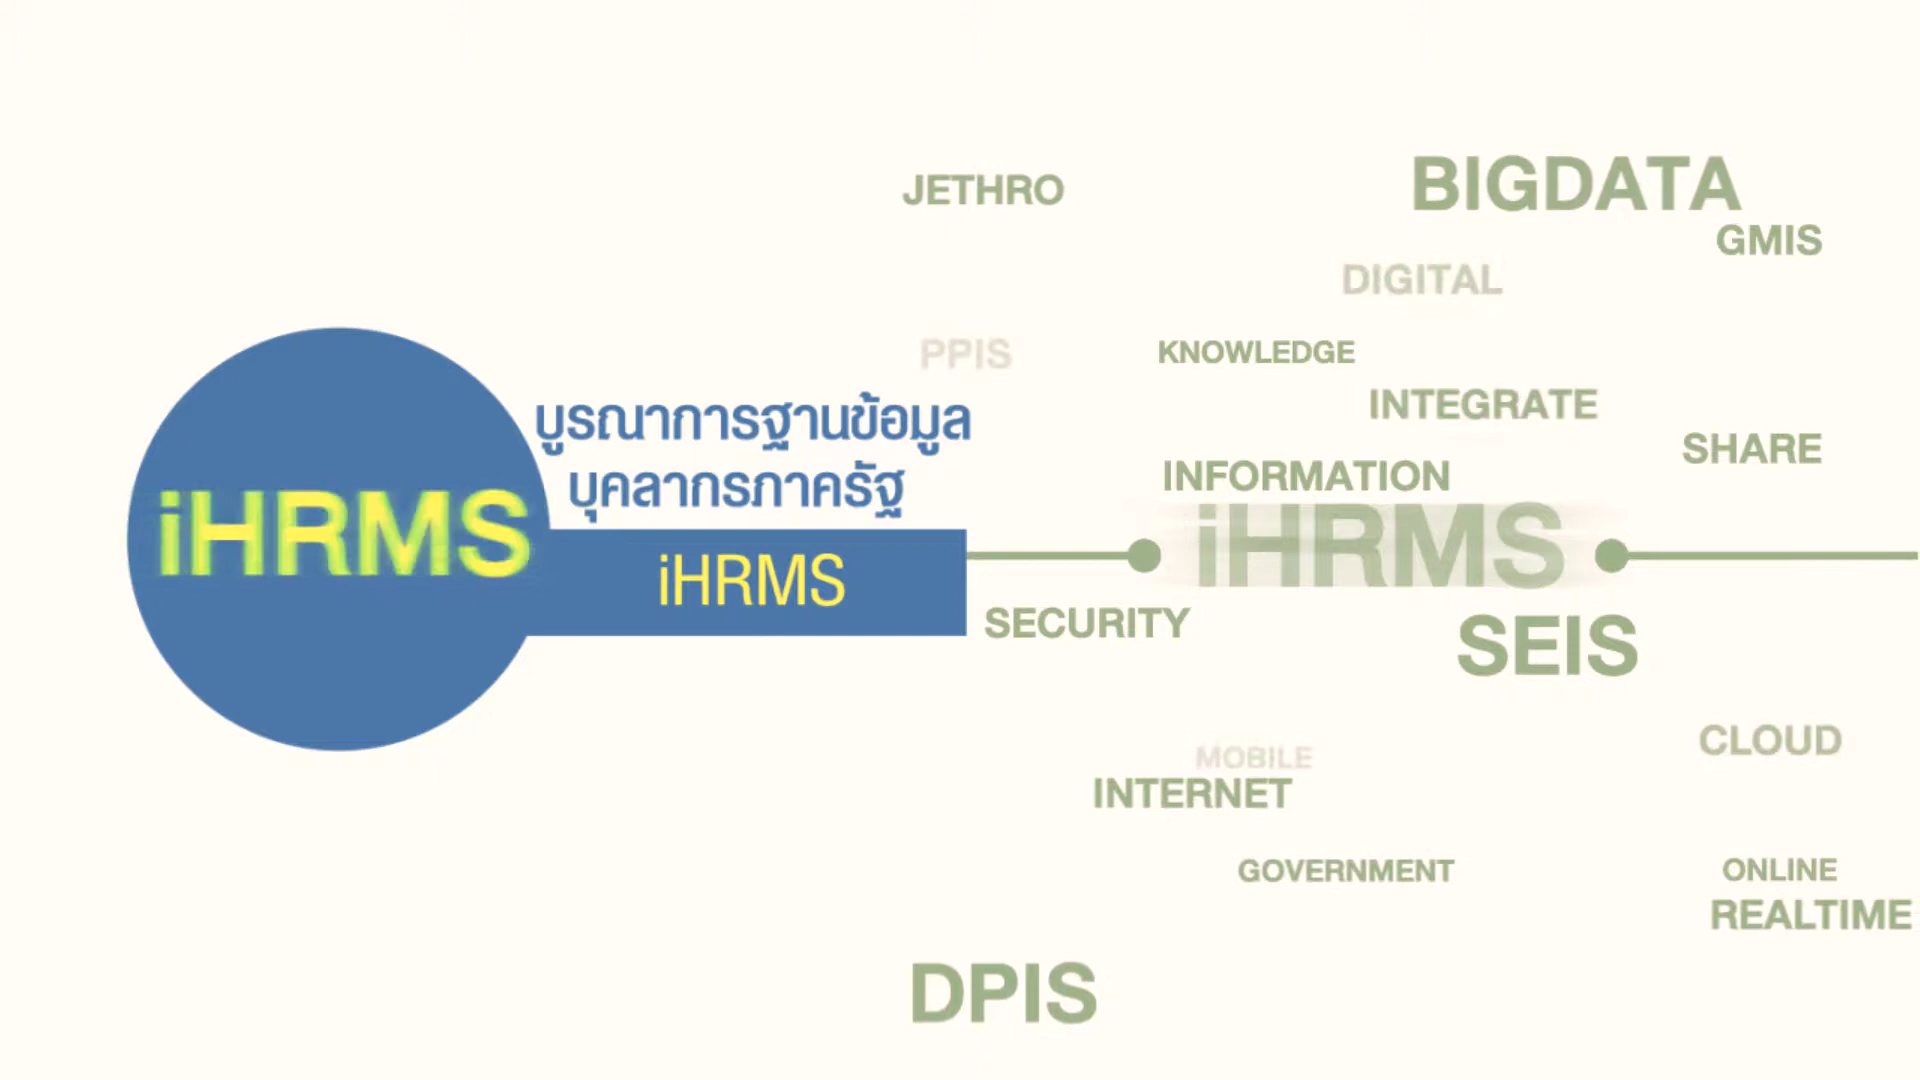 JETHRO
BIGDATA
GMIS
DIGITAL
PPIS
KNOWLEDGE
INTEGRATE
SHARE
บูรณาการฐานข้อมูล
บุคลากรภาครัฐ
iHRMS
iHRMS
INFORMATION
iHRMS
SECURITY
SEIS
CLOUD
MOBILE
INTERNET
GOVERNMENT
ONLINE
REALTIME
DPIS